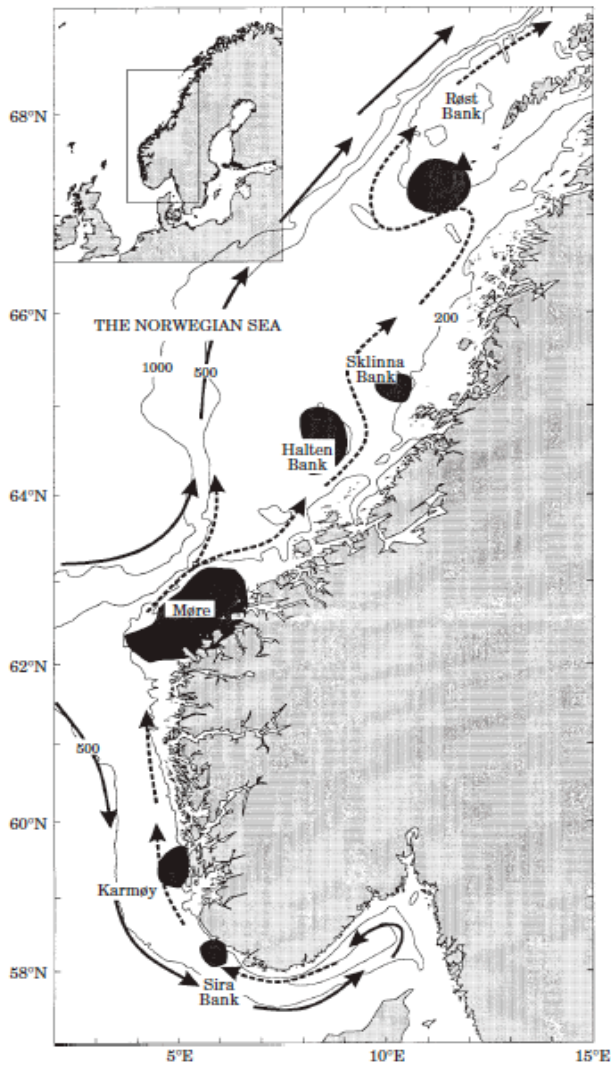 68°N
Røst
Bank
66°N
THE NORWEGIAN SEA
200
1000
500
Sklinna
Bank
Halten
Bank
64°N
Møre
62°N
500
60°N
Karmøy
58°N
Sira
Bank
5°E
10°E
15°E